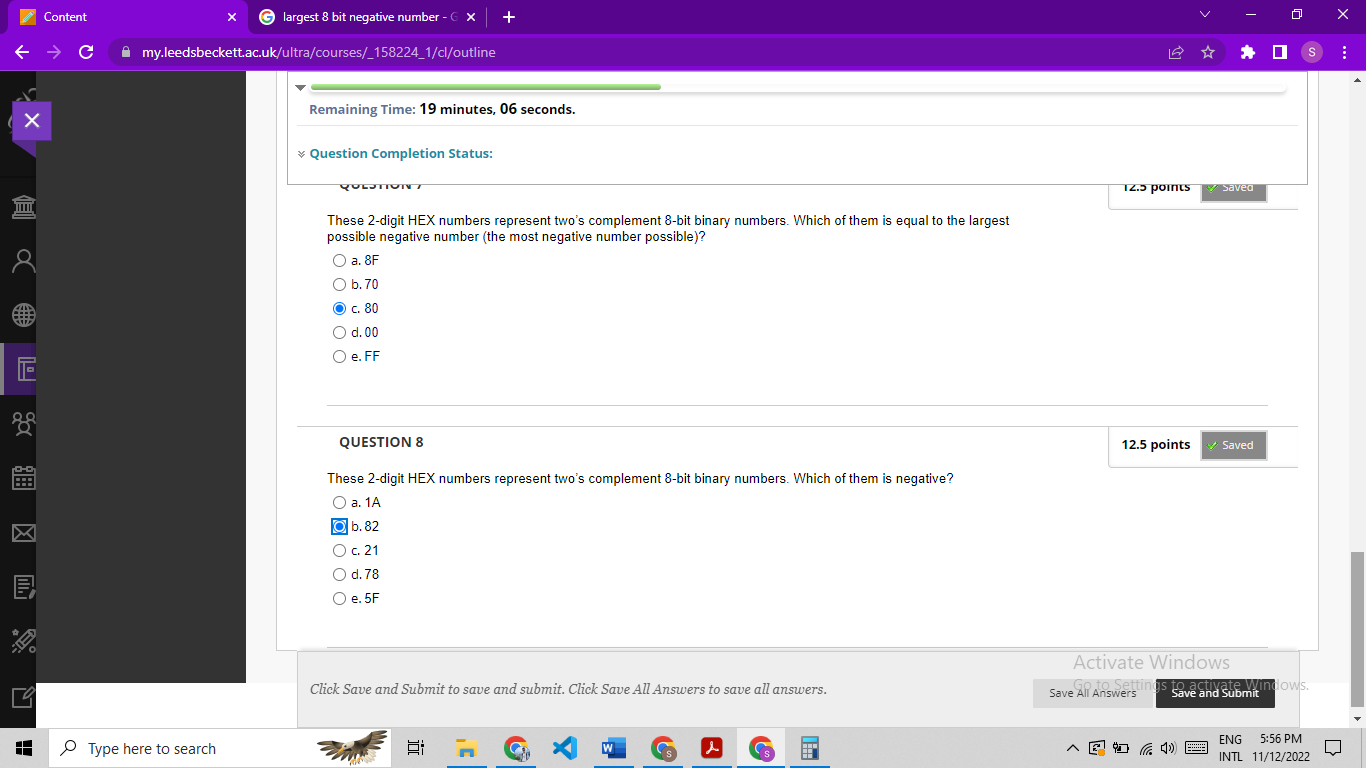 Content
largest 8 bit negative number - G
my.leedsbeckett.ac.uk/ultra/courses/_158224_1/cl/outline
S
Remaining Time: 19 minutes, 06 seconds.
Question Completion Status:
QUESTION 7
12.5 points
Saved
These 2-digit HEX numbers represent two's complement 8-bit binary numbers. Which of them is equal to the largest
possible negative number (the most negative number possible)?
a. 8F
b. 70
c. 80
d. 00
e. FF
QUESTION 8
12.5 points
Saved
These 2-digit HEX numbers represent two's complement 8-bit binary numbers. Which of them is negative?
a. 1A
b. 82
c. 21
d. 78
e. 5F
Activate Windows
Go to Settings to activate Windows.
Click Save and Submit to save and submit. Click Save All Answers to save all answers.
Save All Answers
Save and Submit
Type here to search
ENG
INTL
5:56 PM
11/12/2022